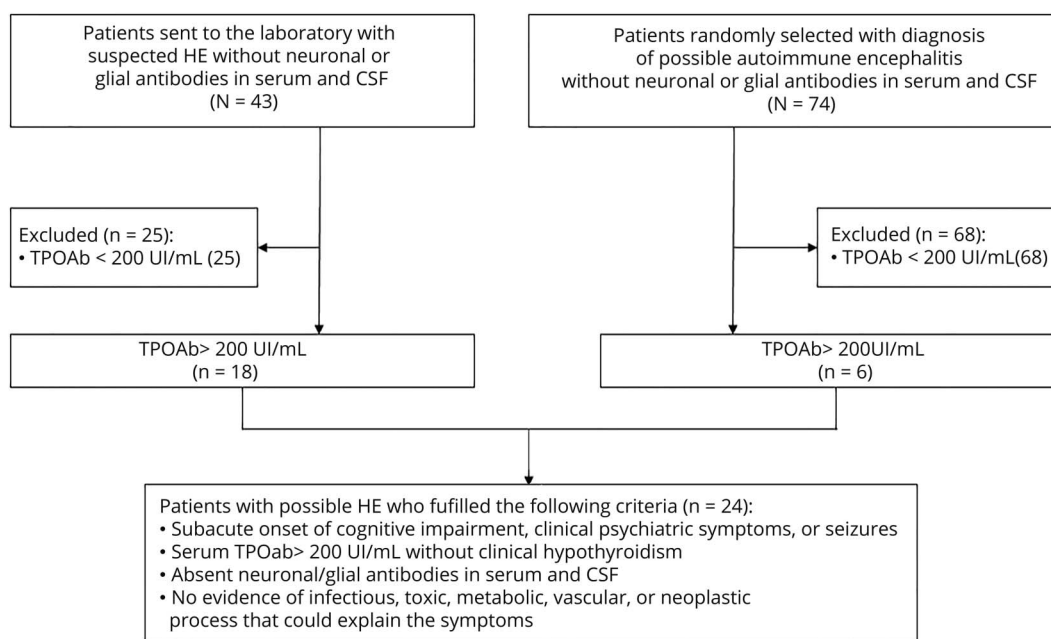 Patients sent to the laboratory with
suspected HE without neuronal or
glial antibodies in serum and CSF
(N = 43)
Patients randomly selected with diagnosis
of possible autoimmune encephalitis
without neuronal or glial antibodies in serum and CSF
(N = 74)
Excluded (n = 25):
• TPOAb < 200 UI/mL (25)
Excluded (n = 68):
• TPOAb < 200 UI/mL(68)
TPOAb> 200 UI/mL
(n = 18)
TPOAb> 200UI/mL
(n = 6)
Patients with possible HE who fufilled the following criteria (n = 24):
• Subacute onset of cognitive impairment, clinical psychiatric symptoms, or seizures
• Serum TPOab> 200 UI/mL without clinical hypothyroidism
• Absent neuronal/glial antibodies in serum and CSF
• No evidence of infectious, toxic, metabolic, vascular, or neoplastic
process that could explain the symptoms